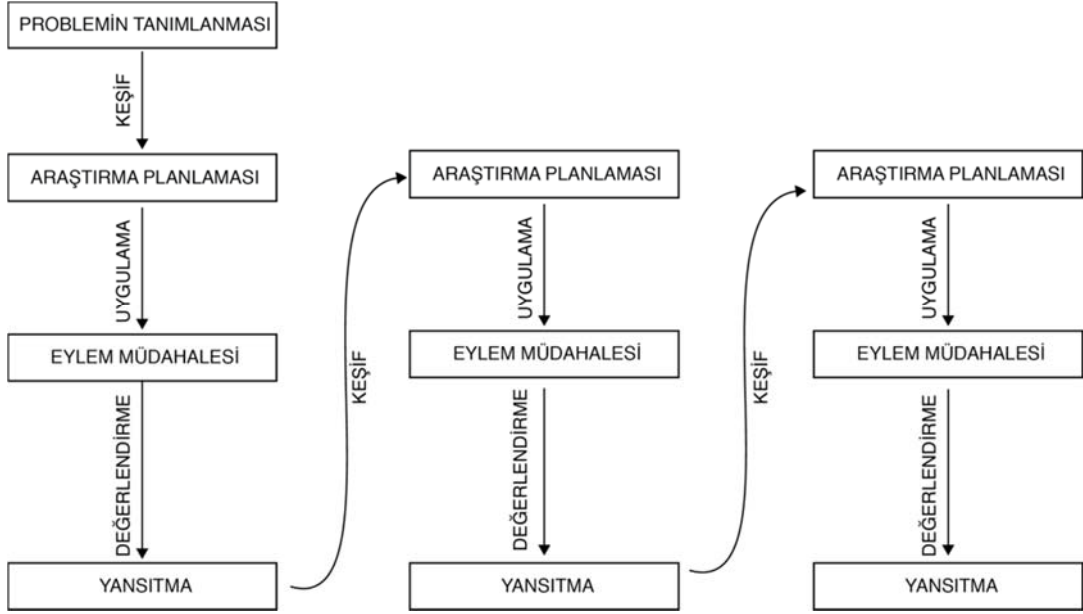 PROBLEMİN TANIMLANMASI
KEŞİF
ARAŞTIRMA PLANLAMASI
UYGULAMA
EYLEM MÜDAHALESİ
DEĞERLENDİRME
YANSITMA
KEŞİF
ARAŞTIRMA PLANLAMASI
UYGULAMA
EYLEM MÜDAHALESİ
DEĞERLENDİRME
YANSITMA
KEŞİF
ARAŞTIRMA PLANLAMASI
UYGULAMA
EYLEM MÜDAHALESİ
DEĞERLENDİRME
YANSITMA